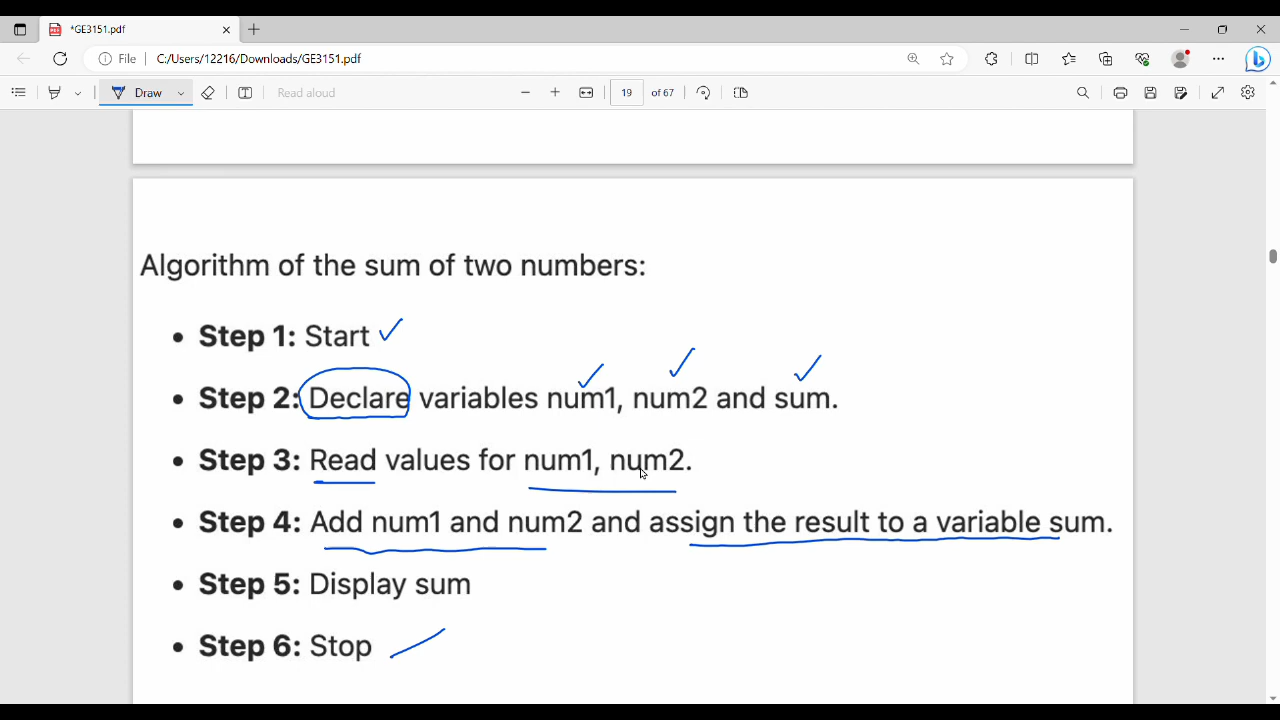 *GE3151.pdf
File C:/Users/12216/Downloads/GE3151.pdf
Draw Read aloud 19 of 67
Algorithm of the sum of two numbers:
• Step 1: Start
• Step 2: Declare variables num1, num2 and sum.
• Step 3: Read values for num1, num2.
• Step 4: Add num1 and num2 and assign the result to a variable sum.
• Step 5: Display sum
• Step 6: Stop